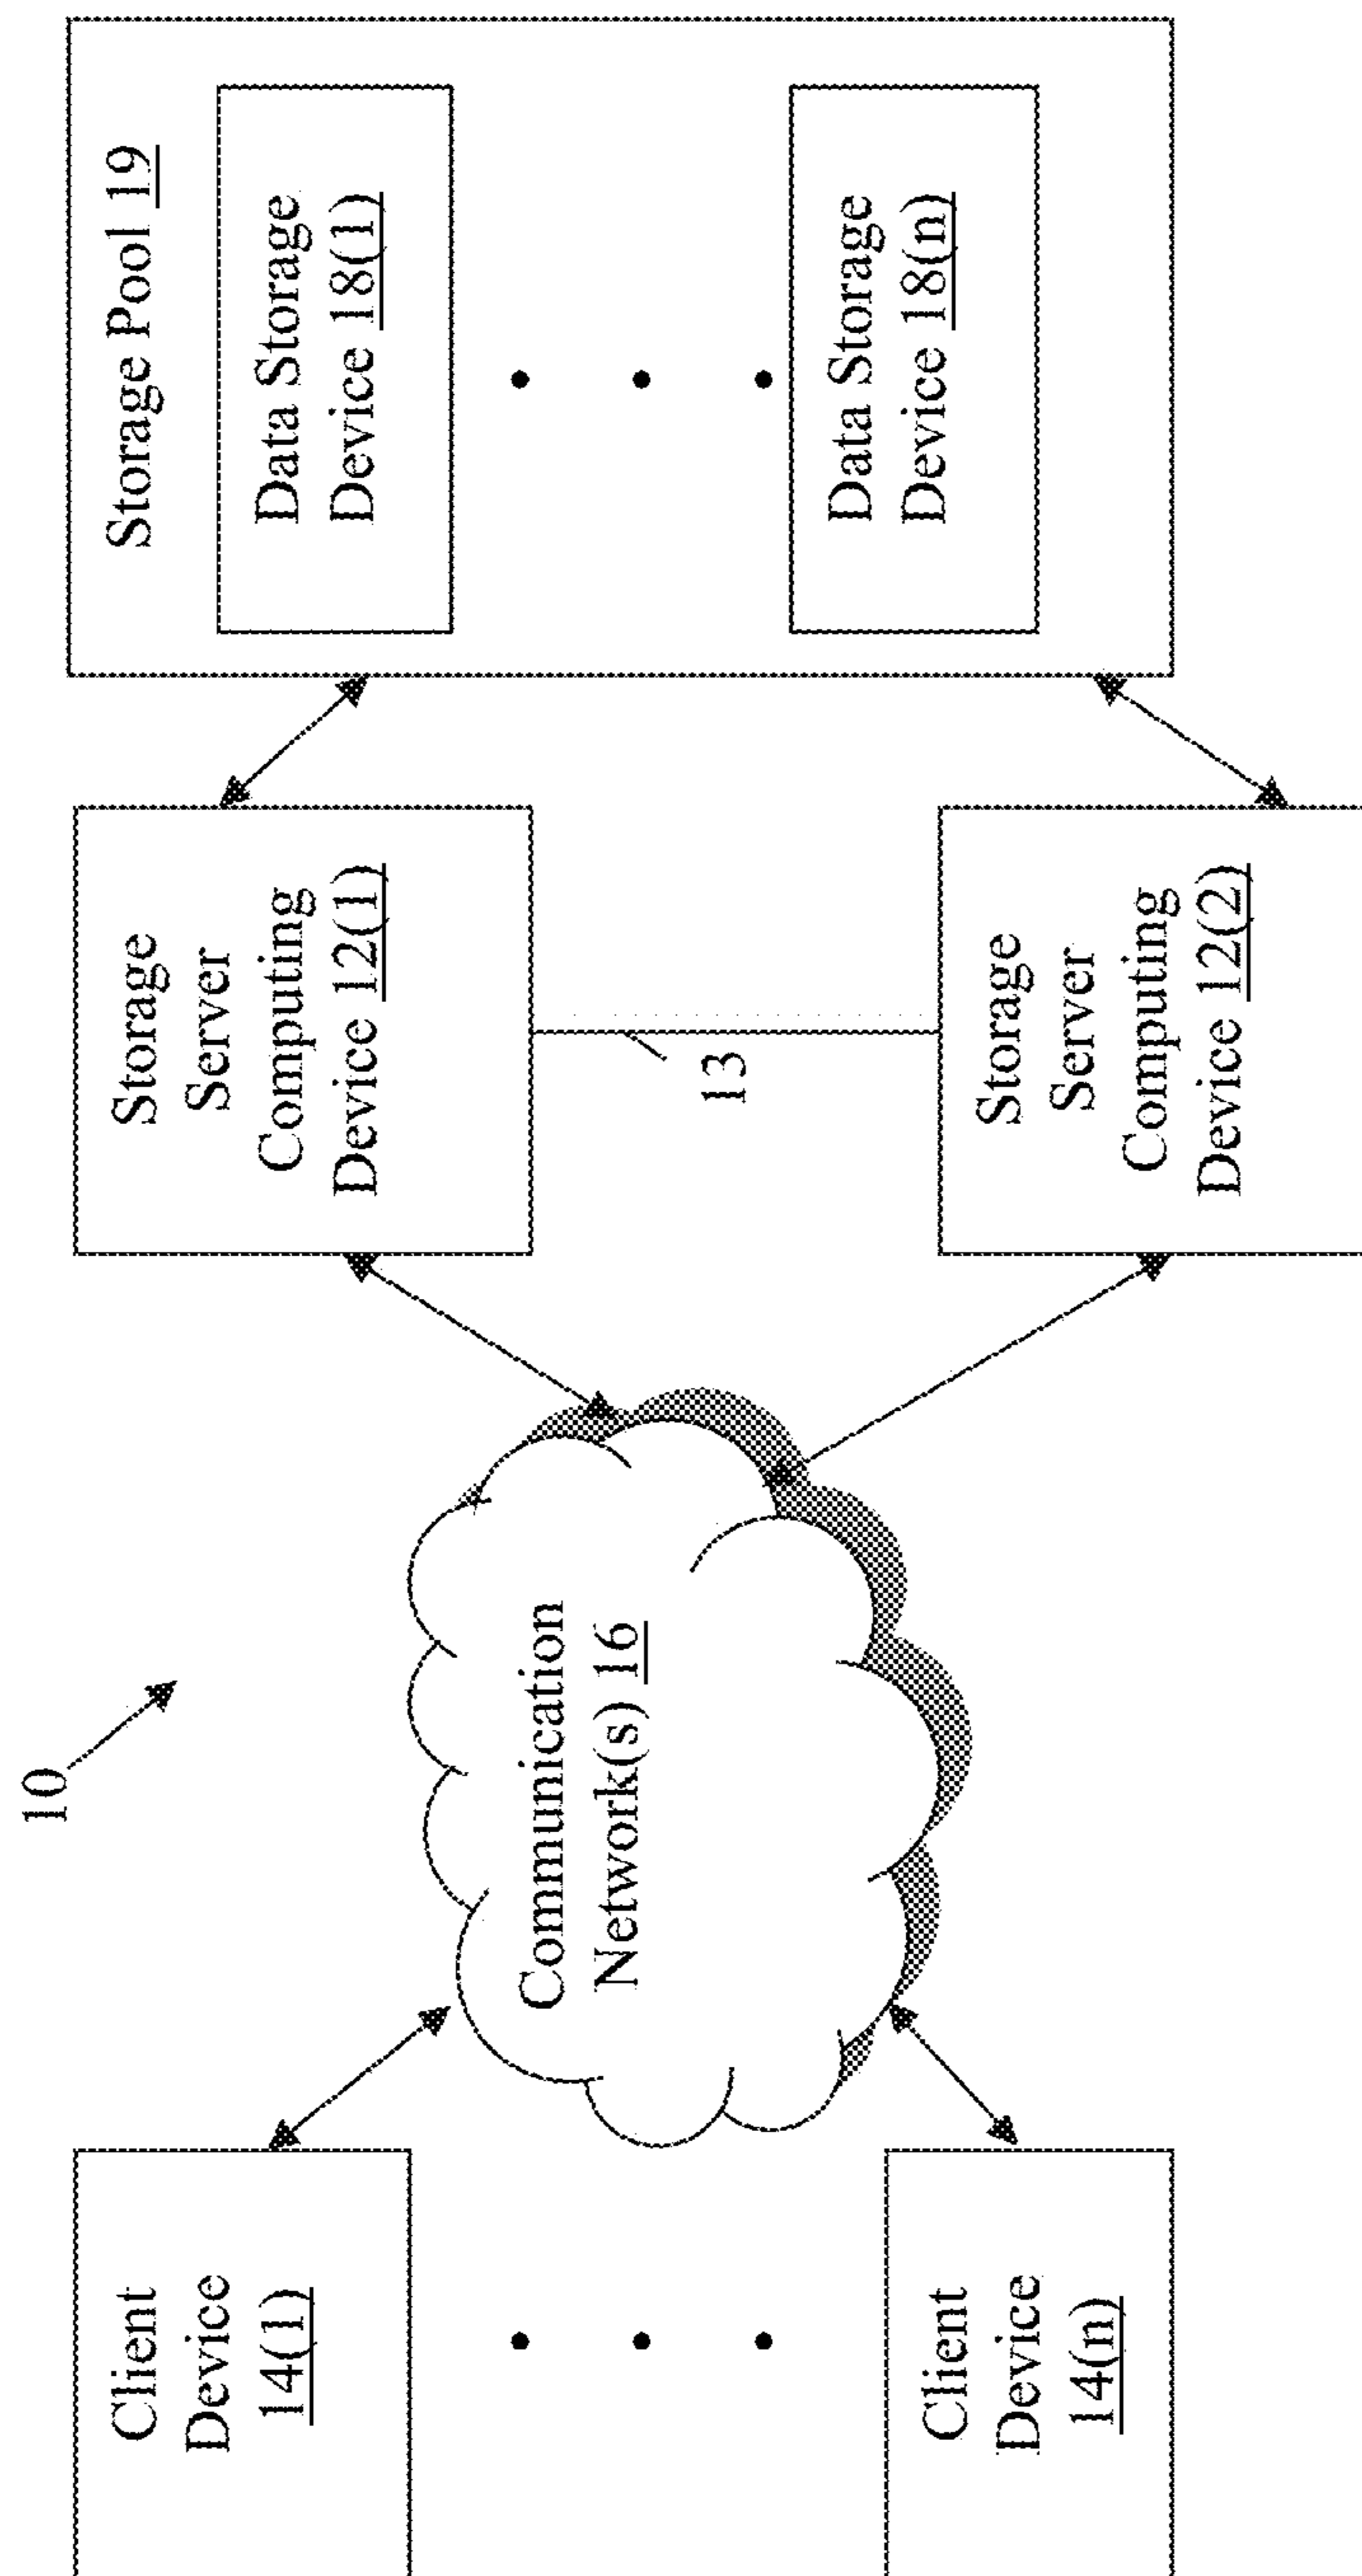 10
Client
Device
14(1)
Client
Device
14(n)
Communication
Network(s) 16
Storage
Server
Computing
Device 12(1)
13
Storage
Server
Computing
Device 12(2)
Storage Pool 19
Data Storage
Device 18(1)
Data Storage
Device 18(n)